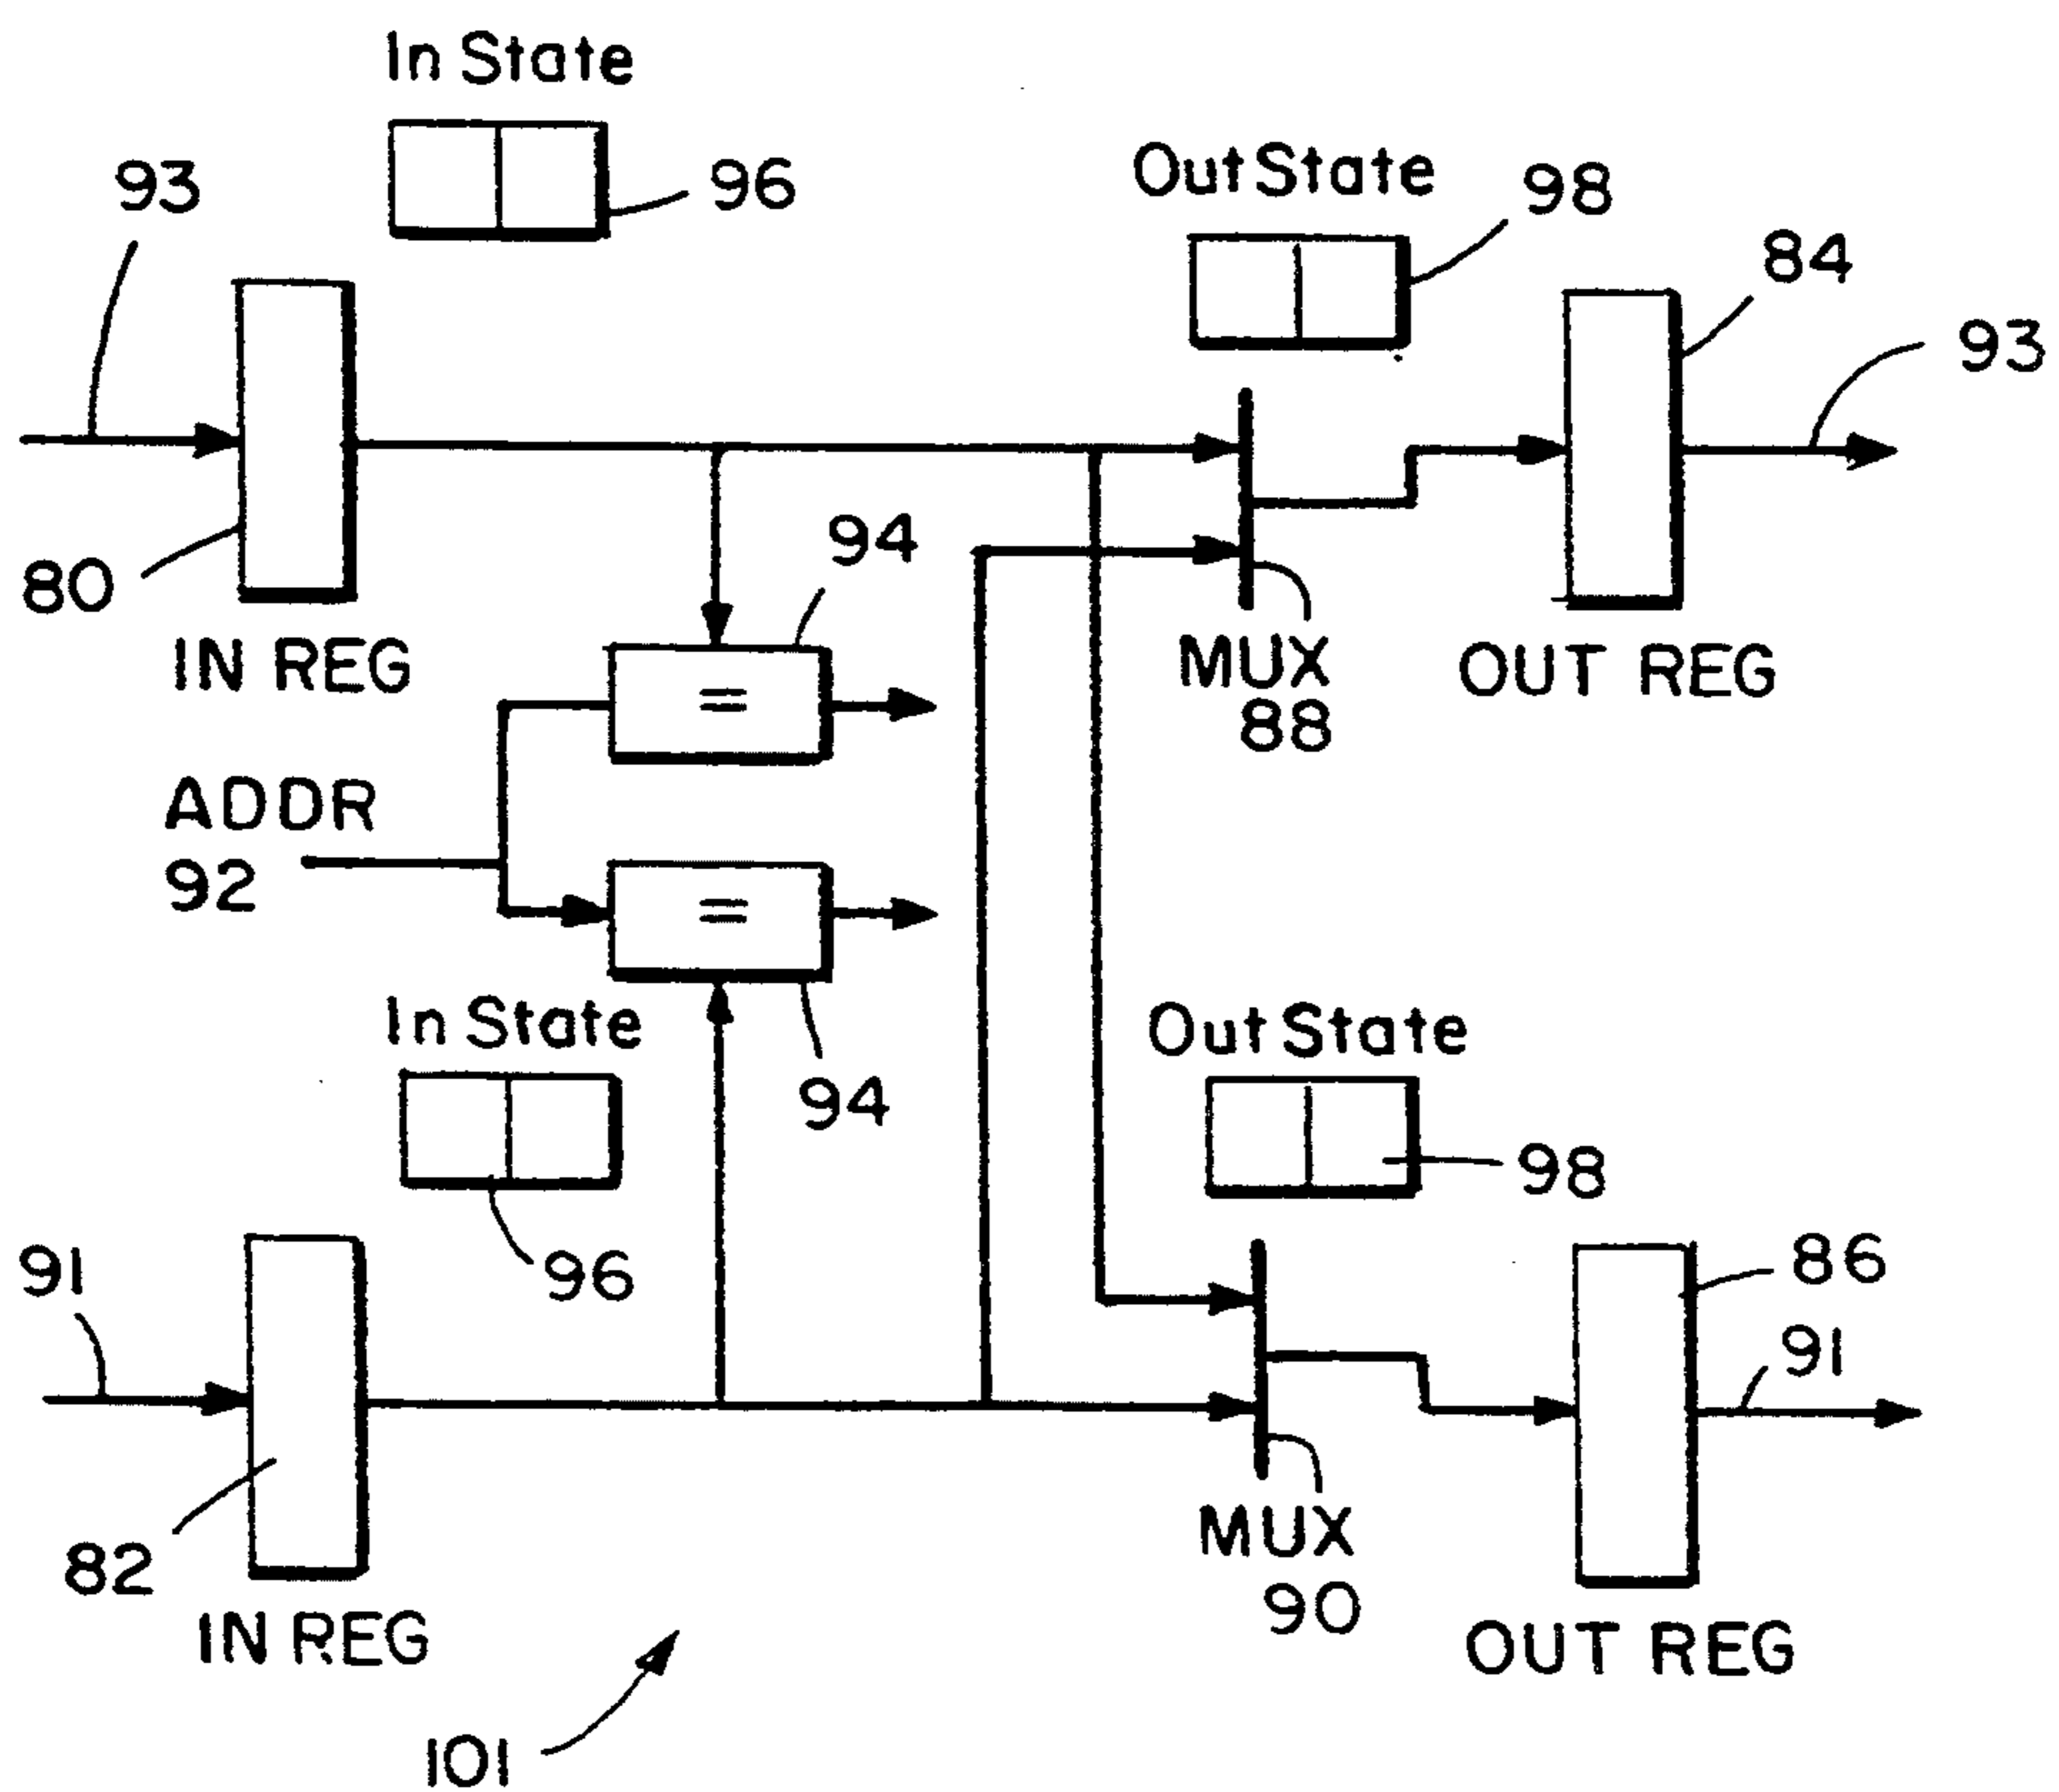 In State
93
96
Out State
98
84
93
80
94
IN REG
MUX
88
OUT REG
ADDR
92
=
=
In State
96
94
Out State
98
91
82
IN REG
MUX
90
86
91
OUT REG
101